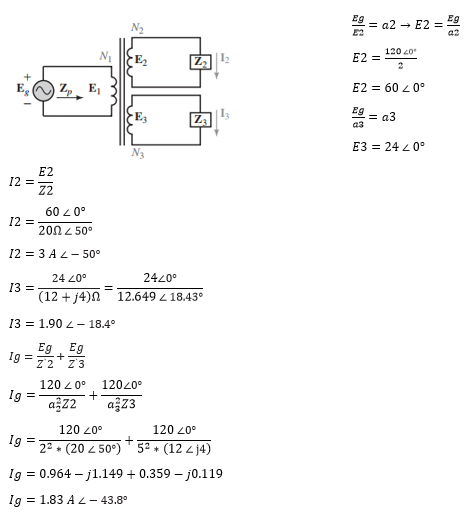 N₂
N₁
E₂
Z₂
I₂
+
E_g
−
Z_p
E₁
E₃
Z₃
I₃
N₃
Eg/E2 = a2 → E2 = Eg/a2
E2 = 120 ∠0°/2
E2 = 60 ∠ 0°
Eg/a3 = a3
E3 = 24 ∠ 0°
I2 = E2/Z2
I2 = 60 ∠ 0°/20Ω ∠ 50°
I2 = 3 A ∠ − 50°
I3 = 24 ∠0°/(12 + j4)Ω = 24∠0°/12.649 ∠ 18.43°
I3 = 1.90 ∠ − 18.4°
Ig = Eg/Z`2 + Eg/Z`3
Ig = 120 ∠ 0°/a₂²Z2 + 120∠0°/a₃²Z3
Ig = 120 ∠0°/2² * (20 ∠ 50°) + 120 ∠0°/5² * (12 ∠ j4)
Ig = 0.964 − j1.149 + 0.359 − j0.119
Ig = 1.83 A ∠ − 43.8°